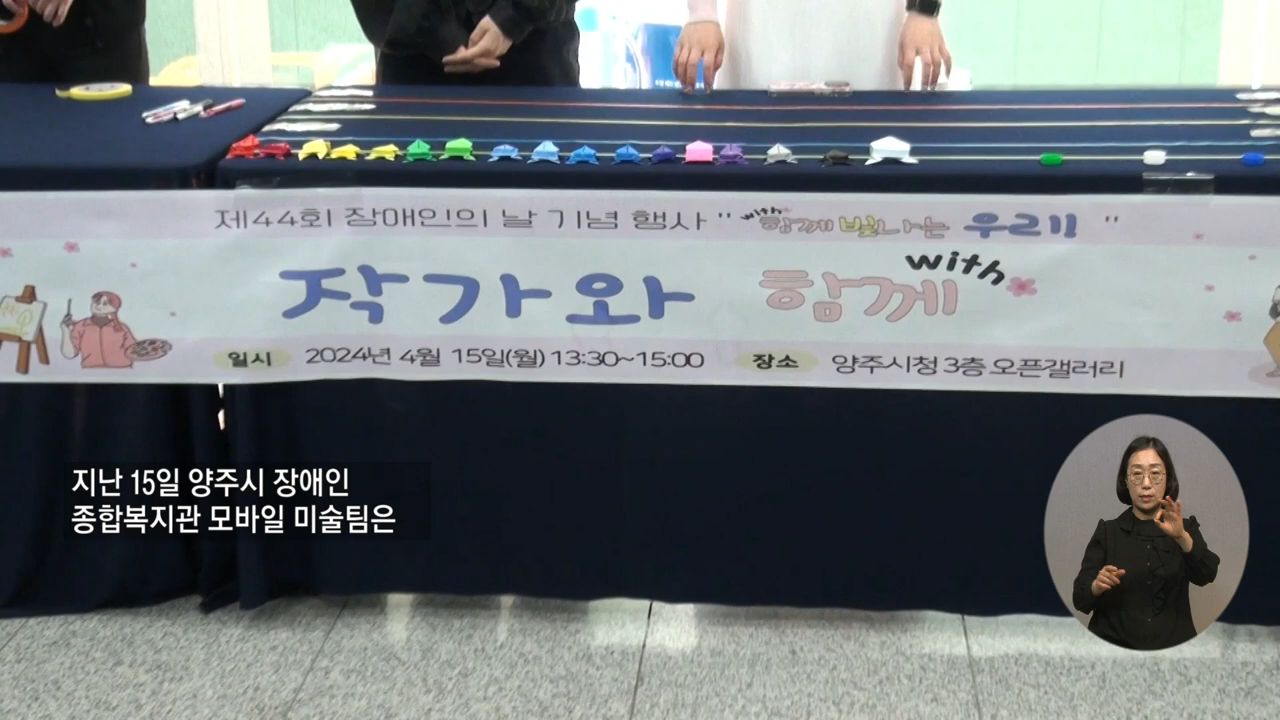 제44회 장애인의 날 기념 행사 " with 함께 빛나는 우리!! "
작가와 함께 with
일시 2024년 4월 15일(월) 13:30~15:00 장소 양주시청 3층 오픈갤러리
지난 15일 양주시 장애인
종합복지관 모바일 미술팀은